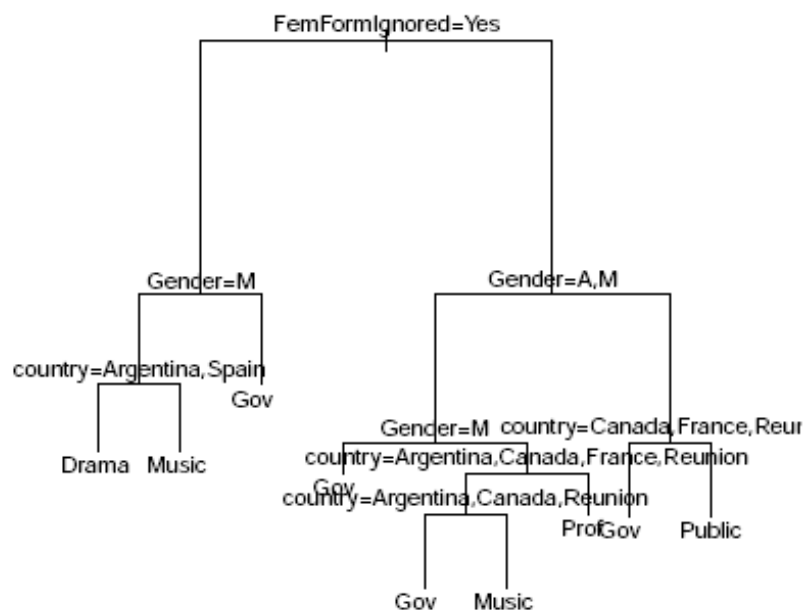 FemFormIgnored=Yes
Gender=M
Gender=A,M
country=Argentina,Spain
Gov
Gender=M
country=Canada,France,Reur
Drama
Music
country=Argentina,Canada,France,Reunion
Gov
country=Argentina,Canada,Reunion
Prof
Gov
Public
Gov
Music